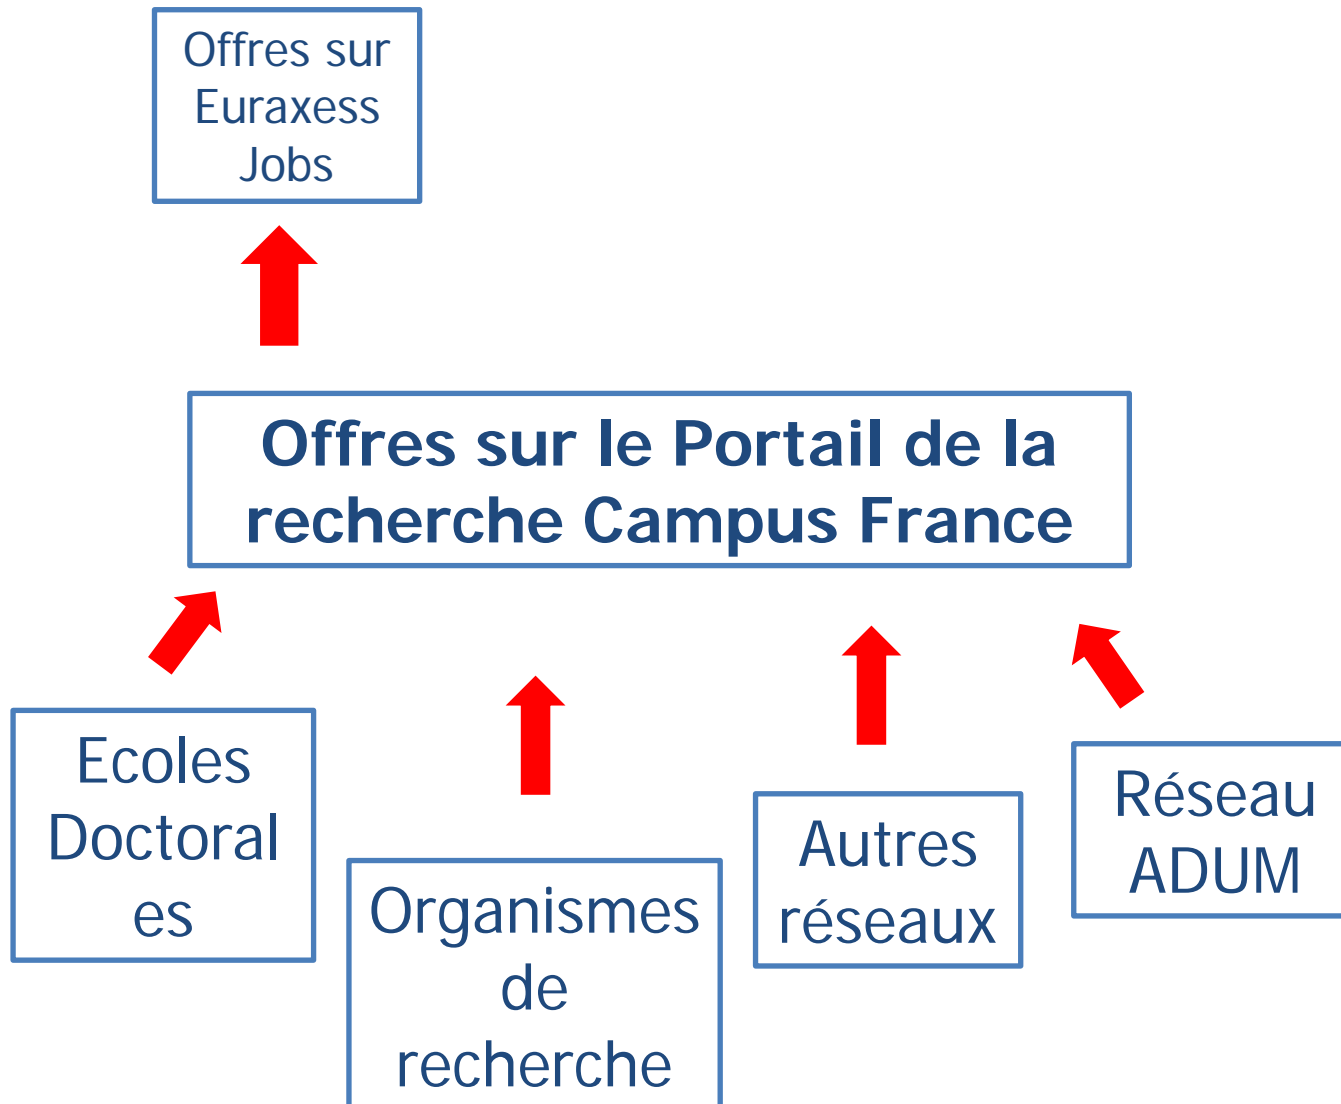 Offres sur
Euraxess
Jobs
Offres sur le Portail de la
recherche Campus France
Ecoles
Doctoral
es
Organismes
de
recherche
Autres
réseaux
Réseau
ADUM